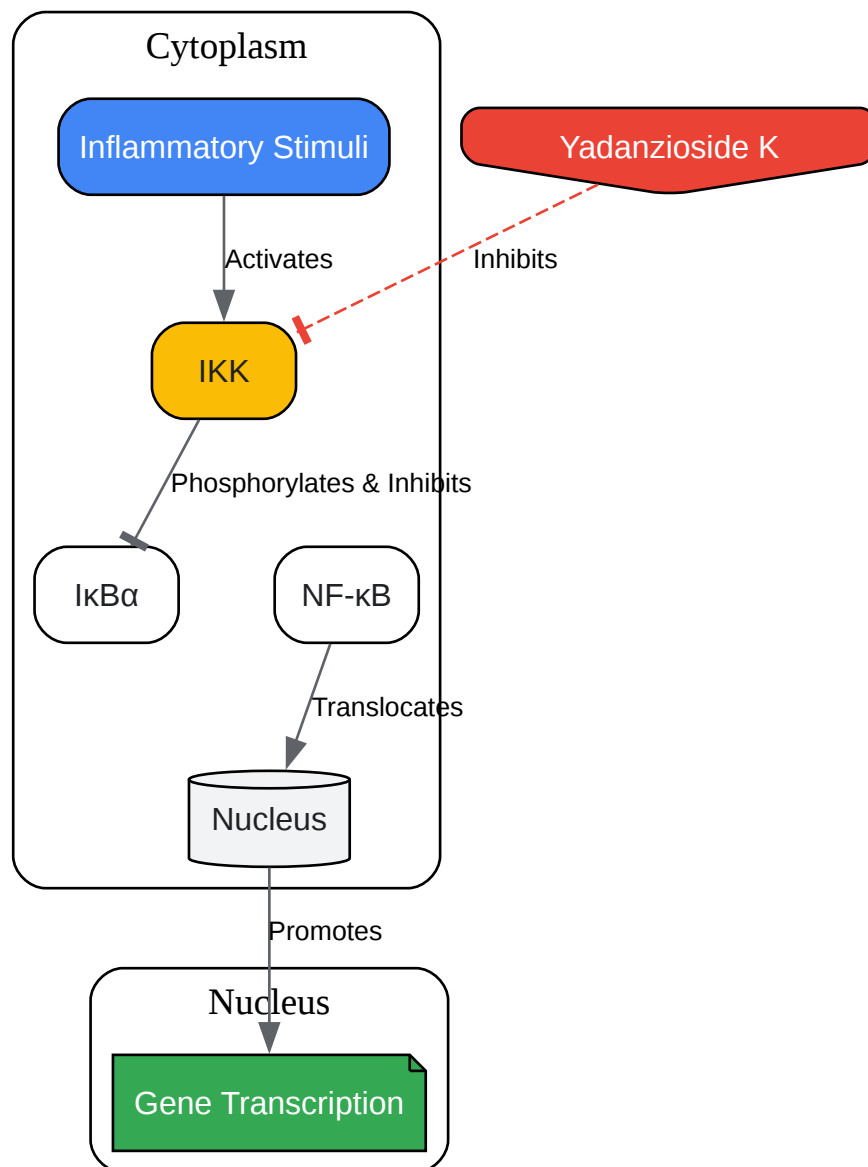 Cytoplasm
Inflammatory Stimuli
Yadanzioside K
Activates
Inhibits
IKK
Phosphorylates & Inhibits
IκBα
NF-κB
Translocates
Nucleus
Promotes
Nucleus
Gene Transcription